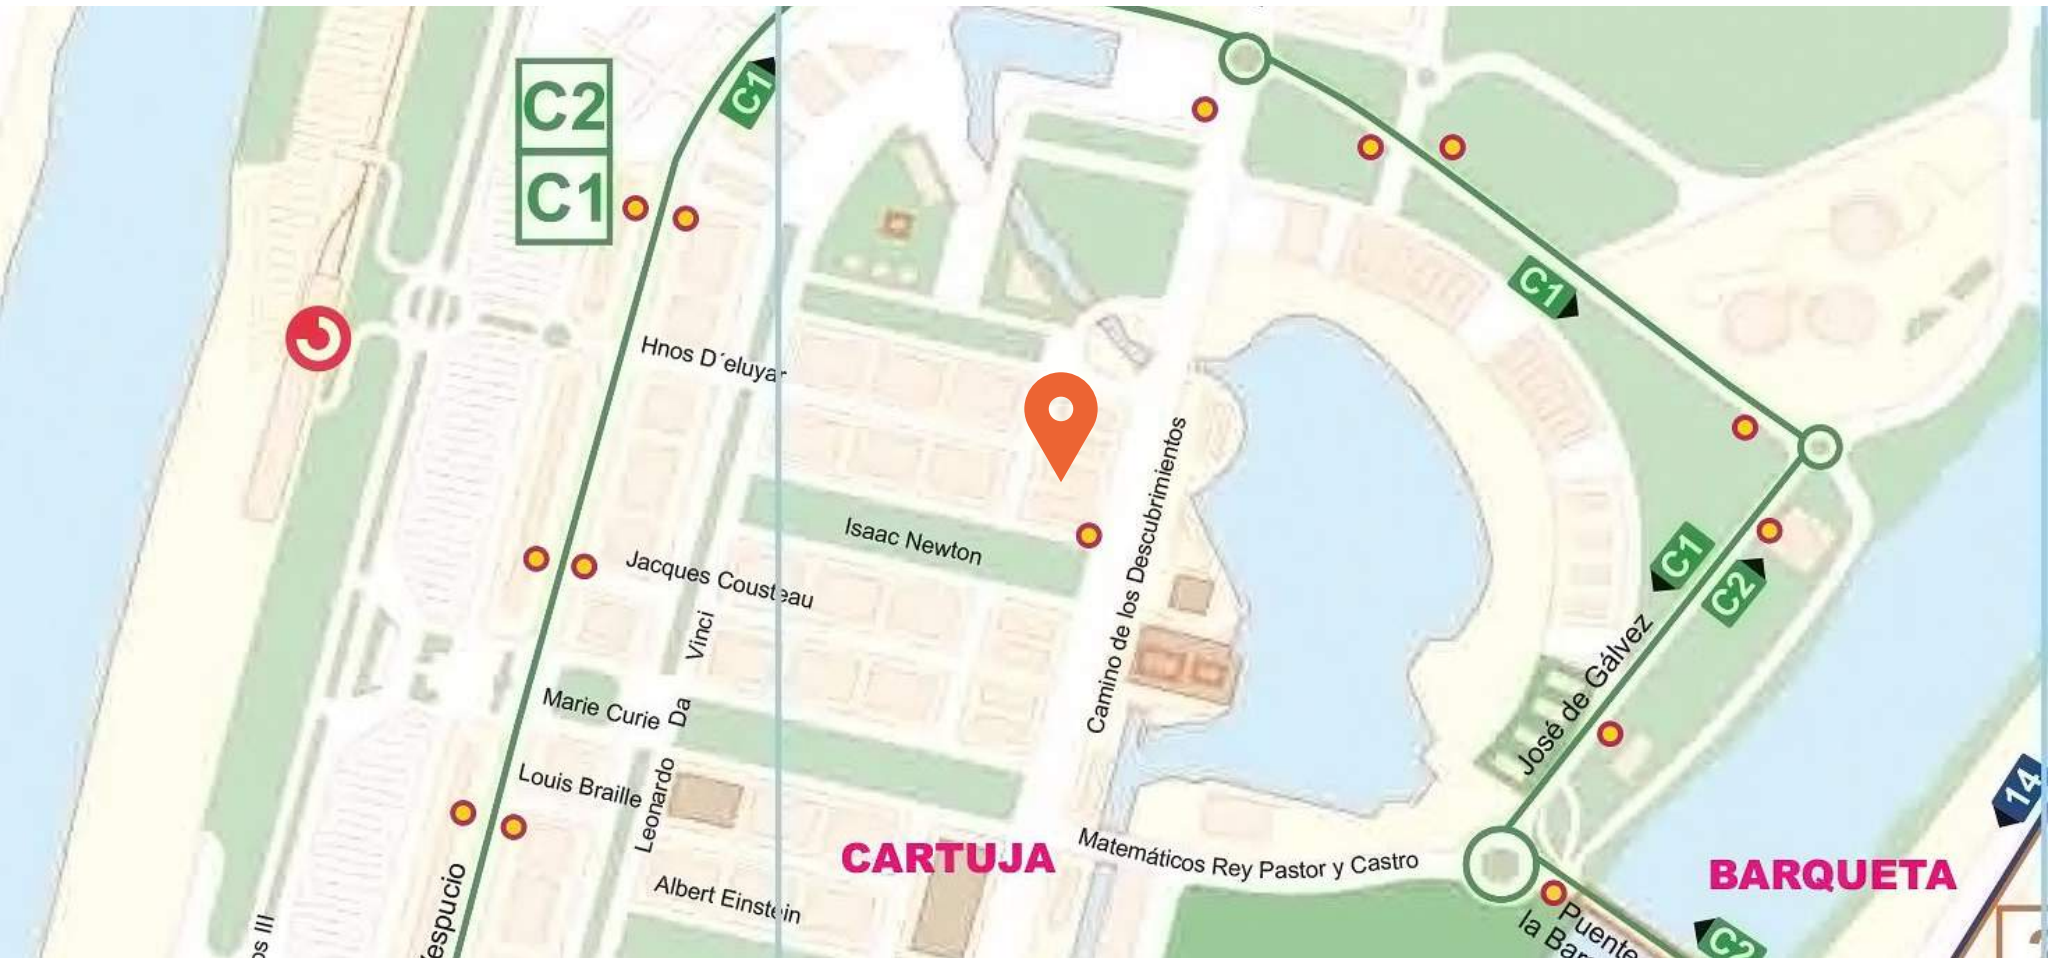 C2
C1
C1
C1
Hnos D´eluyar
Camino de los Descubrimientos
Isaac Newton
Jacques Cousteau
C1
C2
Leonardo Da Vinci
José de Gálvez
Marie Curie
Louis Braille
14
CARTUJA
Matemáticos Rey Pastor y Castro
BARQUETA
Albert Einstein
Puente
la Bar
C2
espucio
os III